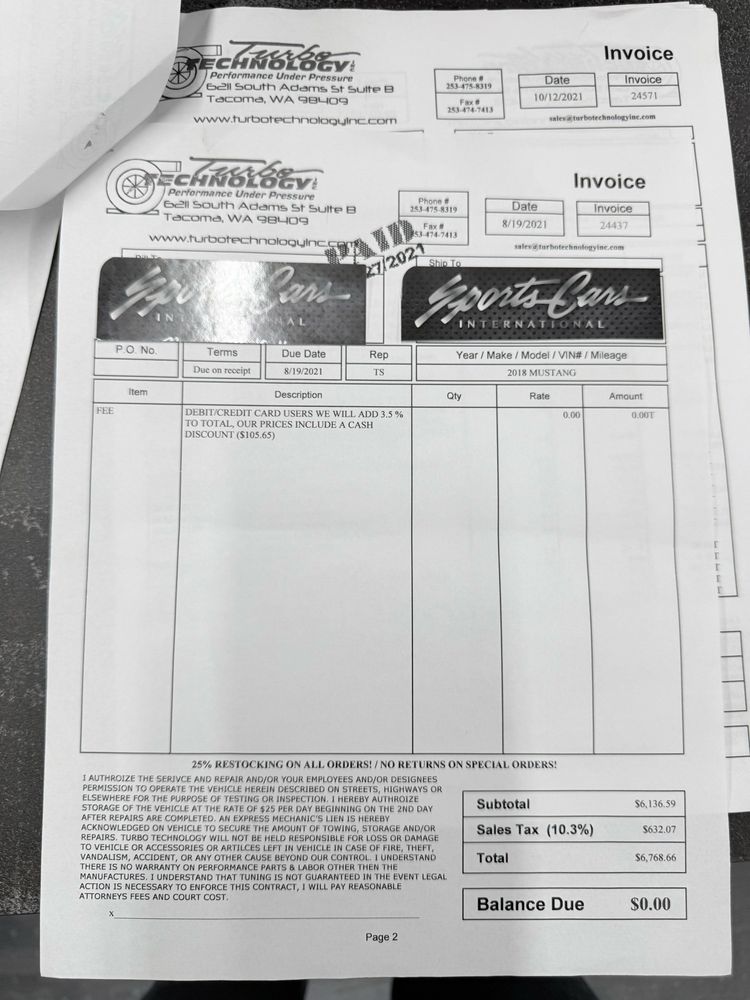 Turbo
TECHNOLOGY INC
Performance Under Pressure
6211 South Adams St Suite B
Tacoma, WA 98409
www.turbotechnologyinc.com
Phone #
253-475-8319
Fax #
253-474-7413
Invoice
Date
Invoice
10/12/2021
24571
sales@turbotechnologyinc.com
Turbo
TECHNOLOGY INC
Performance Under Pressure
6211 South Adams St Suite B
Tacoma, WA 98409
www.turbotechnologyinc.com
Phone #
253-475-8319
Fax #
253-474-7413
Invoice
Date
Invoice
8/19/2021
24437
sales@turbotechnologyinc.com
PAID
27/2021
Ship To
Sports Cars
INTERNATIONAL
Sports Cars
INTERNATIONAL
P.O. No.
Terms
Due Date
Rep
Year / Make / Model / VIN# / Mileage
Due on receipt
8/19/2021
TS
2018 MUSTANG
Item
Description
Qty
Rate
Amount
FEE
DEBIT/CREDIT CARD USERS WE WILL ADD 3.5 %
TO TOTAL, OUR PRICES INCLUDE A CASH
DISCOUNT ($105.65)
0.00
0.00T
25% RESTOCKING ON ALL ORDERS! / NO RETURNS ON SPECIAL ORDERS!
I AUTHROIZE THE SERIVCE AND REPAIR AND/OR YOUR EMPLOYEES AND/OR DESIGNEES
PERMISSION TO OPERATE THE VEHICLE HEREIN DESCRIBED ON STREETS, HIGHWAYS OR
ELSEWHERE FOR THE PURPOSE OF TESTING OR INSPECTION. I HEREBY AUTHROIZE
STORAGE OF THE VEHICLE AT THE RATE OF $25 PER DAY BEGINNING ON THE 2ND DAY
AFTER REPAIRS ARE COMPLETED. AN EXPRESS MECHANIC'S LIEN IS HEREBY
ACKNOWLEDGED ON VEHICLE TO SECURE THE AMOUNT OF TOWING, STORAGE AND/OR
REPAIRS. TURBO TECHNOLOGY WILL NOT BE HELD RESPONSIBLE FOR LOSS OR DAMAGE
TO VEHICLE OR ACCESSORIES OR ARTILCES LEFT IN VEHICLE IN CASE OF FIRE, THEFT,
VANDALISM, ACCIDENT, OR ANY OTHER CAUSE BEYOND OUR CONTROL. I UNDERSTAND
THERE IS NO WARRANTY ON PERFORMANCE PARTS & LABOR OTHER THEN THE
MANUFACTURES. I UNDERSTAND THAT TUNING IS NOT GUARANTEED IN THE EVENT LEGAL
ACTION IS NECESSARY TO ENFORCE THIS CONTRACT, I WILL PAY REASONABLE
ATTORNEYS FEES AND COURT COST.
x
Subtotal
$6,136.59
Sales Tax (10.3%)
$632.07
Total
$6,768.66
Balance Due
$0.00
Page 2